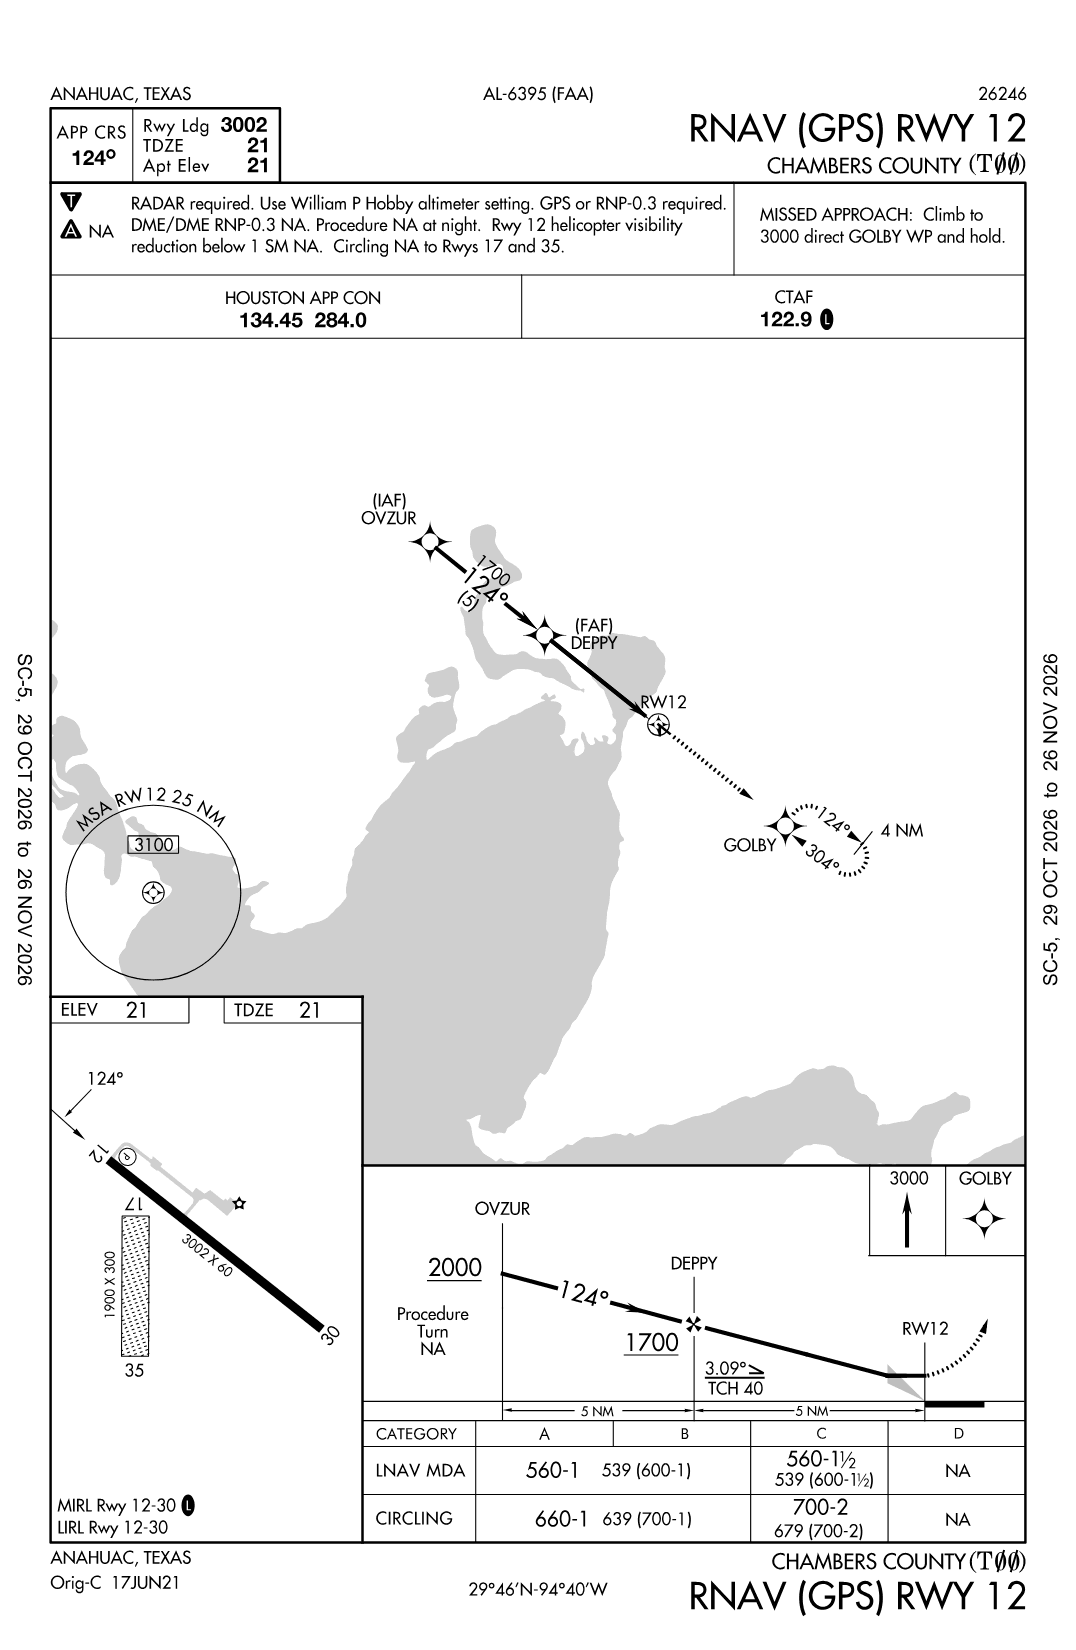 ANAHUAC, TEXAS
AL-6395 (FAA)
26246
APP CRS
124°
Rwy Ldg 3002
TDZE 21
Apt Elev 21
RNAV (GPS) RWY 12
CHAMBERS COUNTY (TØØ)
T
A NA
RADAR required. Use William P Hobby altimeter setting. GPS or RNP-0.3 required.
DME/DME RNP-0.3 NA. Procedure NA at night. Rwy 12 helicopter visibility
reduction below 1 SM NA. Circling NA to Rwys 17 and 35.
MISSED APPROACH: Climb to
3000 direct GOLBY WP and hold.
HOUSTON APP CON
134.45 284.0
CTAF
122.9 L
(IAF)
OVZUR
1700
124°
(5)
(FAF)
DEPPY
RW12
GOLBY
124°
304°
4 NM
MSA RW12 25 NM
3100
SC-5, 29 OCT 2026 to 26 NOV 2026
SC-5, 29 OCT 2026 to 26 NOV 2026
ELEV 21
TDZE 21
124°
12
P
17
3002 X 60
1900 X 300
35
30
MIRL Rwy 12-30 L
LIRL Rwy 12-30
3000
GOLBY
OVZUR
2000
124°
DEPPY
Procedure
Turn
NA
1700
RW12
3.09°
TCH 40
5 NM
5 NM
CATEGORY A B C D
LNAV MDA 560-1 539 (600-1) 560-1½ 539 (600-1½) NA
CIRCLING 660-1 639 (700-1) 700-2 679 (700-2) NA
ANAHUAC, TEXAS
Orig-C 17JUN21
29°46'N-94°40'W
CHAMBERS COUNTY (TØØ)
RNAV (GPS) RWY 12